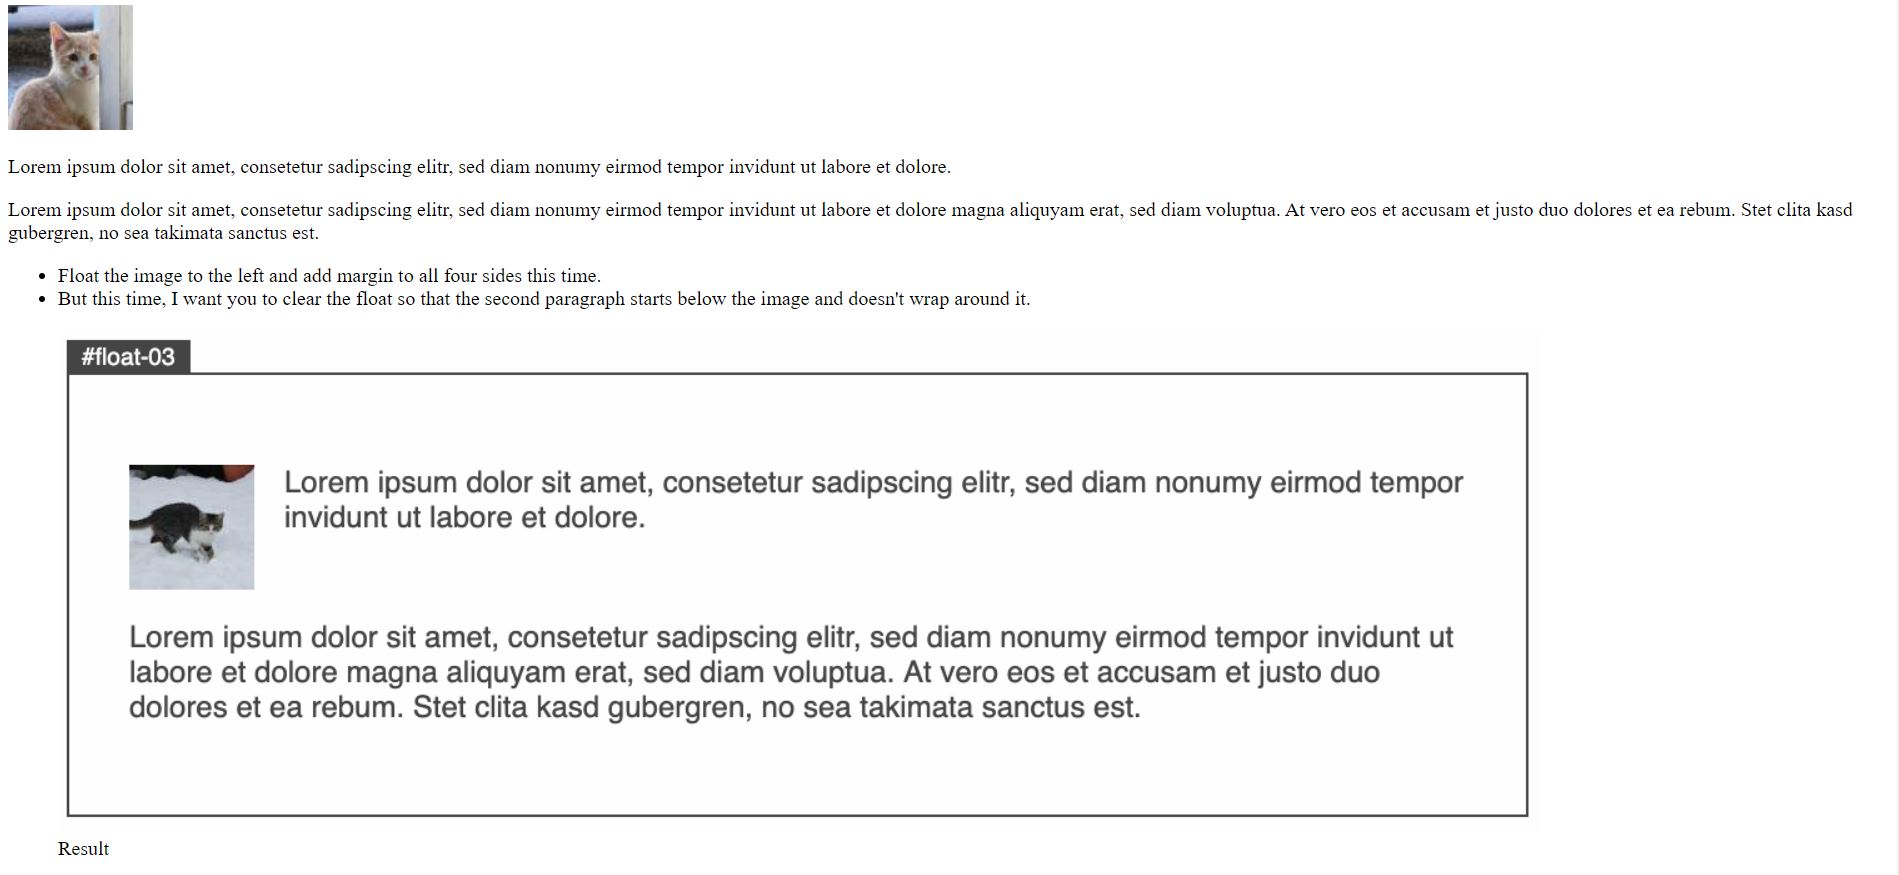 Lorem ipsum dolor sit amet, consetetur sadipscing elitr, sed diam nonumy eirmod tempor invidunt ut labore et dolore.
Lorem ipsum dolor sit amet, consetetur sadipscing elitr, sed diam nonumy eirmod tempor invidunt ut labore et dolore magna aliquyam erat, sed diam voluptua. At vero eos et accusam et justo duo dolores et ea rebum. Stet clita kasd
gubergren, no sea takimata sanctus est.
• Float the image to the left and add margin to all four sides this time.
• But this time, I want you to clear the float so that the second paragraph starts below the image and doesn't wrap around it.
#float-03
Lorem ipsum dolor sit amet, consetetur sadipscing elitr, sed diam nonumy eirmod tempor
invidunt ut labore et dolore.
Lorem ipsum dolor sit amet, consetetur sadipscing elitr, sed diam nonumy eirmod tempor invidunt ut
labore et dolore magna aliquyam erat, sed diam voluptua. At vero eos et accusam et justo duo
dolores et ea rebum. Stet clita kasd gubergren, no sea takimata sanctus est.
Result